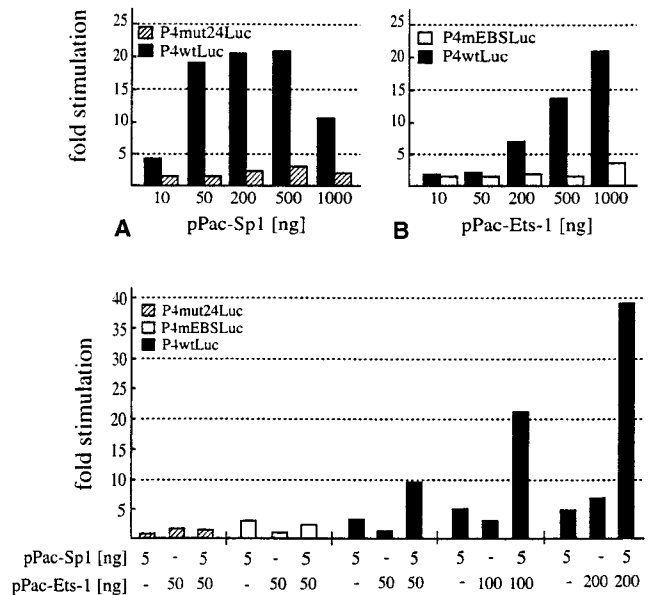 fold stimulation
25
20
15
10
5
P4mut24Luc
P4wtLuc
10 50 200 500 1000
A
pPac-Sp1 [ng]
25
20
15
10
5
P4mEBSLuc
P4wtLuc
10 50 200 500 1000
B
pPac-Ets-1 [ng]
fold stimulation
40
35
30
25
20
15
10
5
P4mut24Luc
P4mEBSLuc
P4wtLuc
pPac-Sp1 [ng] 5 - 5 5 - 5 5 - 5 5 - 5 5 - 5
pPac-Ets-1 [ng] - 50 50 - 50 50 - 50 50 - 100 100 - 200 200